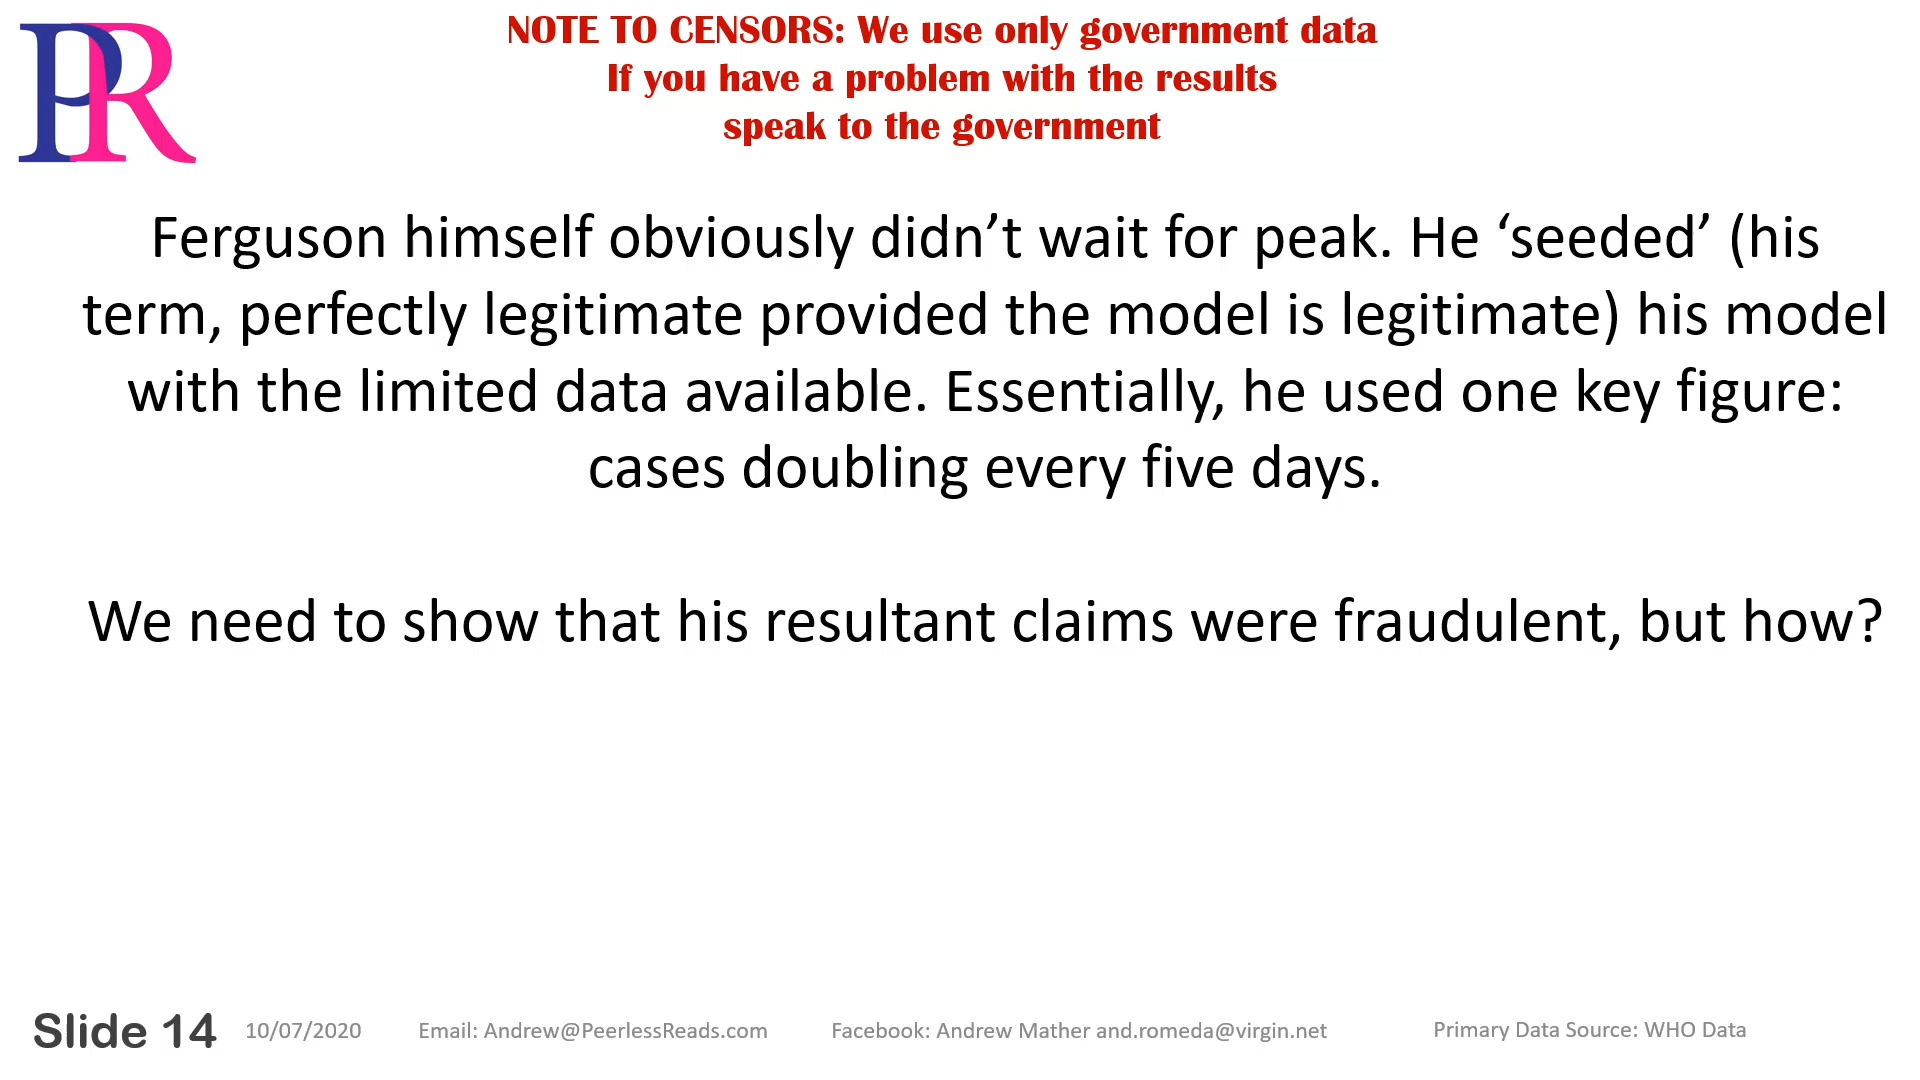 PR
NOTE TO CENSORS: We use only government data
If you have a problem with the results
speak to the government
Ferguson himself obviously didn’t wait for peak. He ‘seeded’ (his
term, perfectly legitimate provided the model is legitimate) his model
with the limited data available. Essentially, he used one key figure:
cases doubling every five days.
We need to show that his resultant claims were fraudulent, but how?
Slide 14 10/07/2020 Email: Andrew@PeerlessReads.com Facebook: Andrew Mather and.romeda@virgin.net Primary Data Source: WHO Data